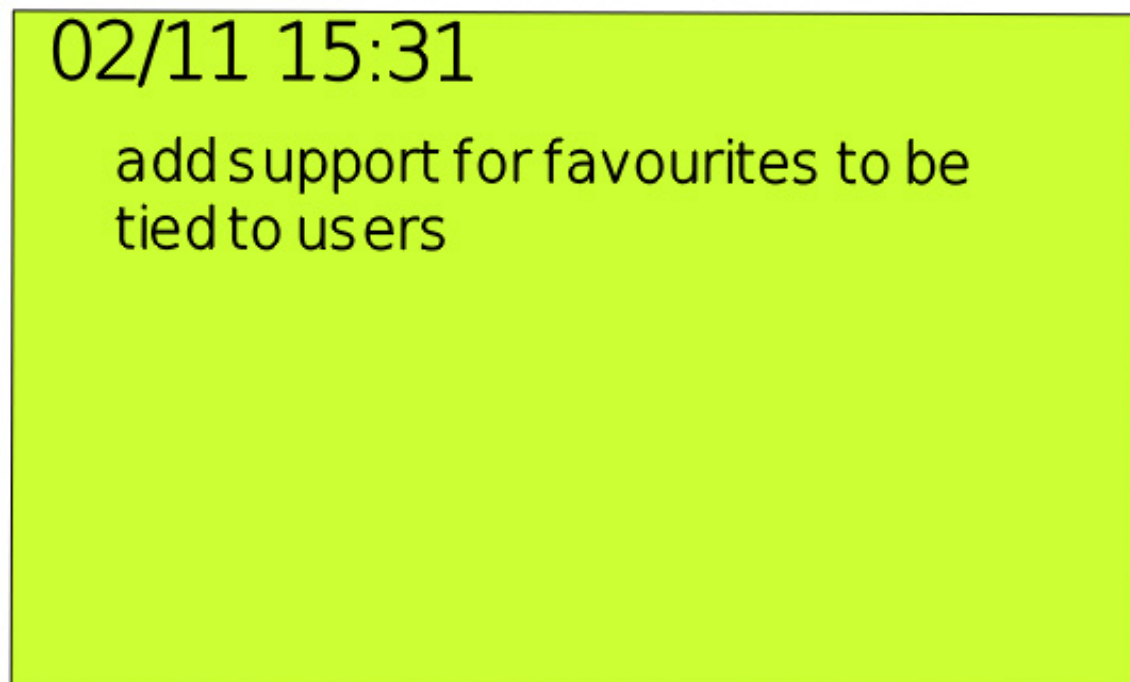 02/11 15:31
add support for favourites to be
tied to users